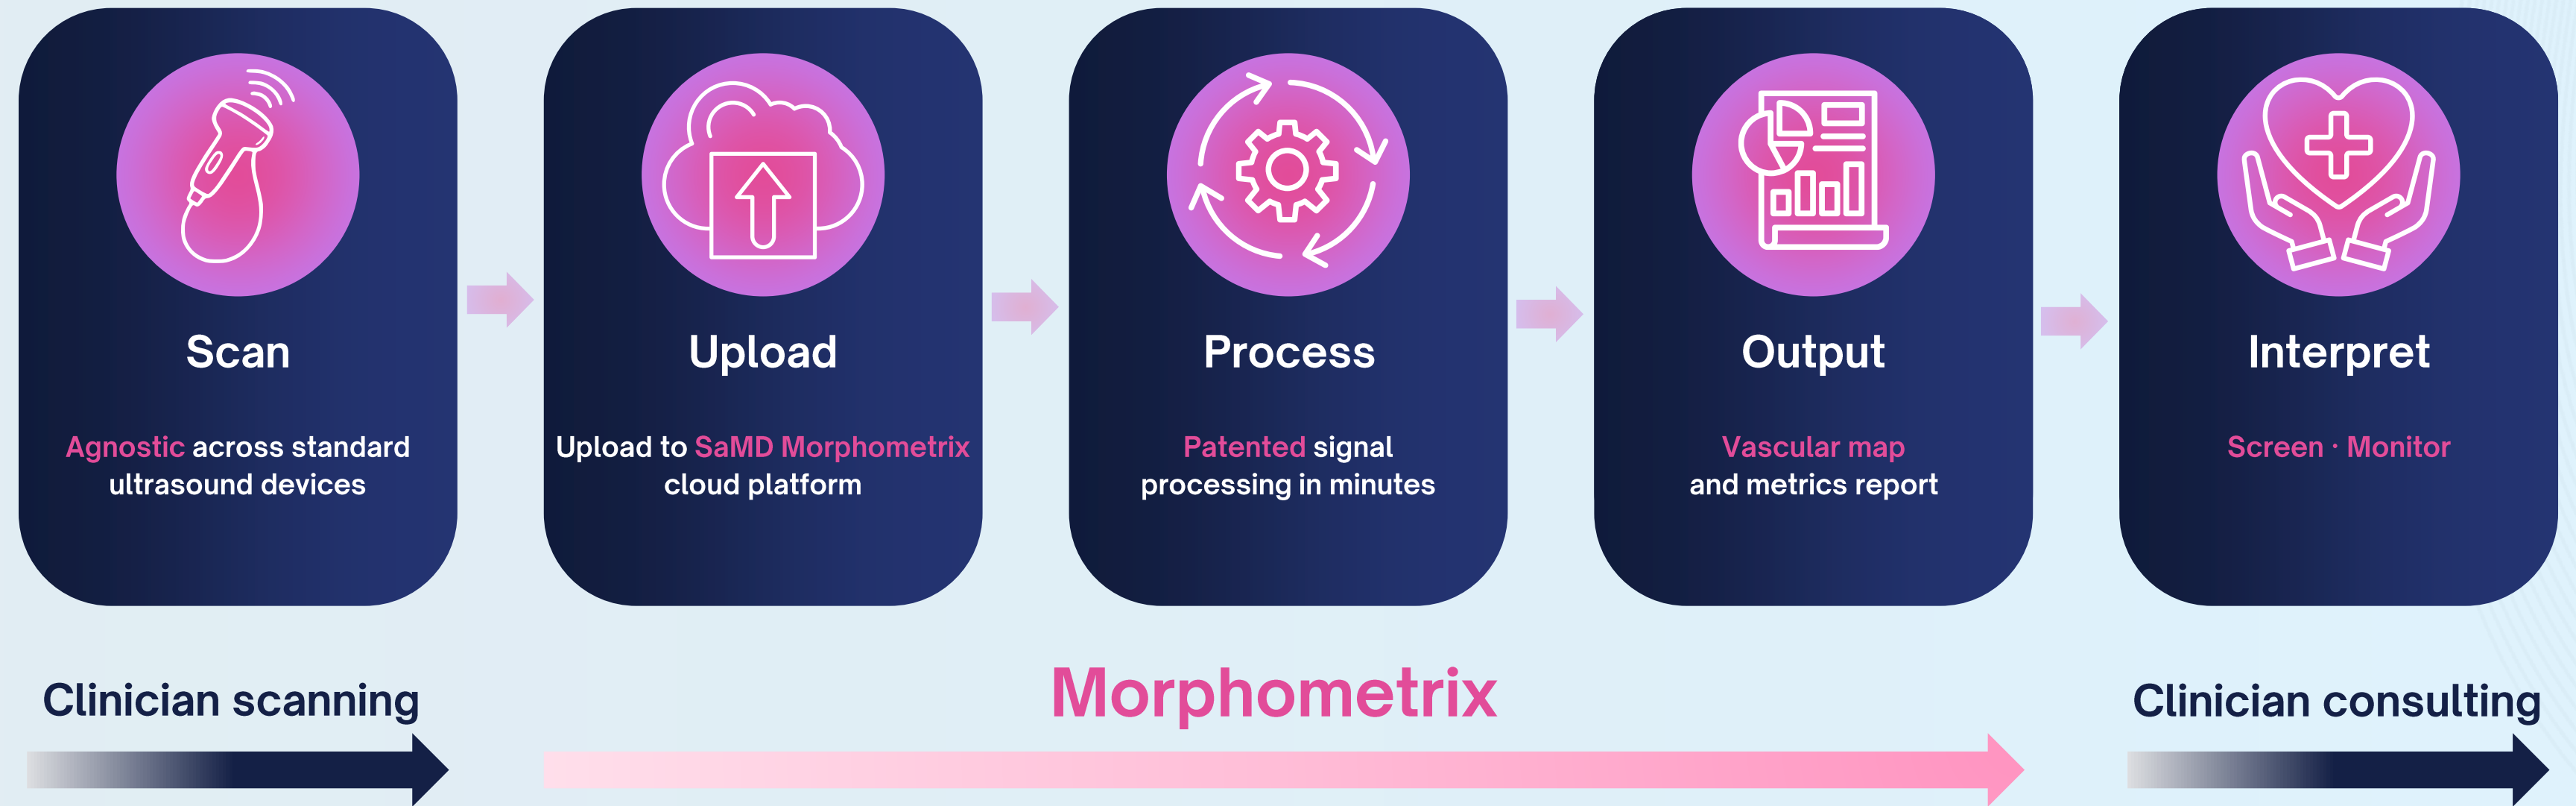 Scan
Agnostic across standard
ultrasound devices
Upload
Upload to SaMD Morphometrix
cloud platform
Process
Patented signal
processing in minutes
Output
Vascular map
and metrics report
Interpret
Screen · Monitor
Clinician scanning
Morphometrix
Clinician consulting